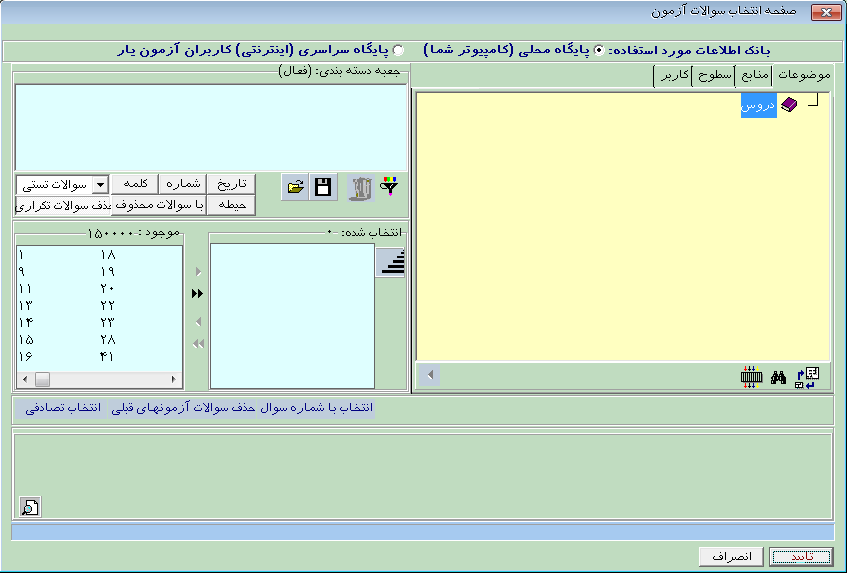 صفحه انتخاب سوالات آزمون
بانک اطلاعات مورد استفاده: پایگاه محلی (کامپیوتر شما) پایگاه سراسری (اینترنتی) کاربران آزمون یار
موضوعات منابع سطوح کاربر
دروس
جعبه دسته بندی: (فعال)
تاریخ شماره کلمه سوالات تستی
حیطه با سوالات محذوف حذف سوالات تکراری
انتخاب شده: ۰
موجود: ۱۵۰۰۰۰
۱ ۱۸
۹ ۱۹
۱۱ ۲۰
۱۳ ۲۲
۱۴ ۲۳
۱۵ ۲۸
۱۶ ۴۱
انتخاب با شماره سوال حذف سوالات آزمونهای قبلی انتخاب تصادفی
تائید انصراف